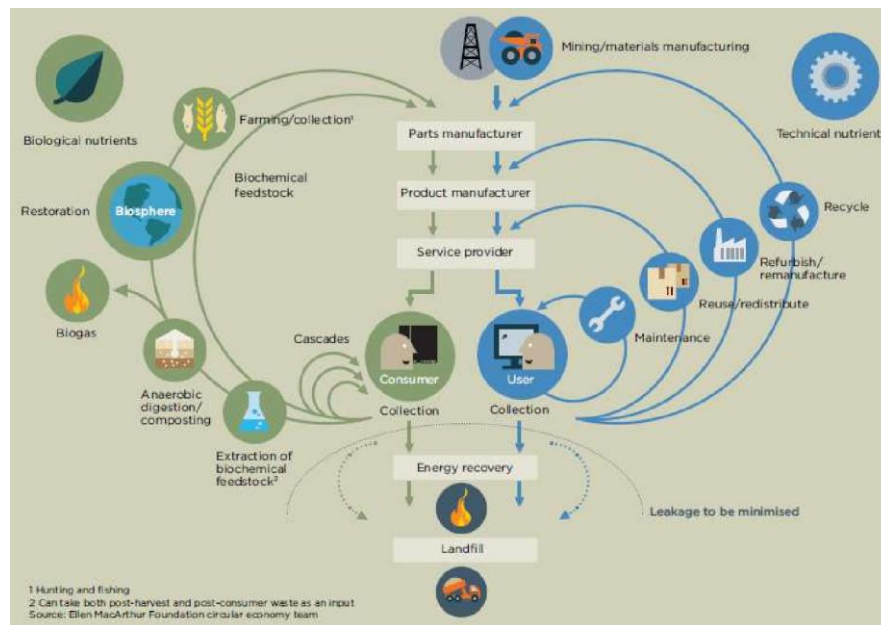 Mining/materials manufacturing
Biological nutrients
Technical nutrient
Farming/collection¹
Parts manufacturer
Biochemical
feedstock
Product manufacturer
Restoration
Biosphere
Recycle
Service provider
Refurbish/
remanufacture
Reuse/redistribute
Biogas
Cascades
Maintenance
Consumer
User
Anaerobic
digestion/
composting
Collection
Collection
Extraction of
biochemical
feedstock²
Energy recovery
Leakage to be minimised
Landfill
1 Hunting and fishing
2 Can take both post-harvest and post-consumer waste as an input
Source: Ellen MacArthur Foundation circular economy team